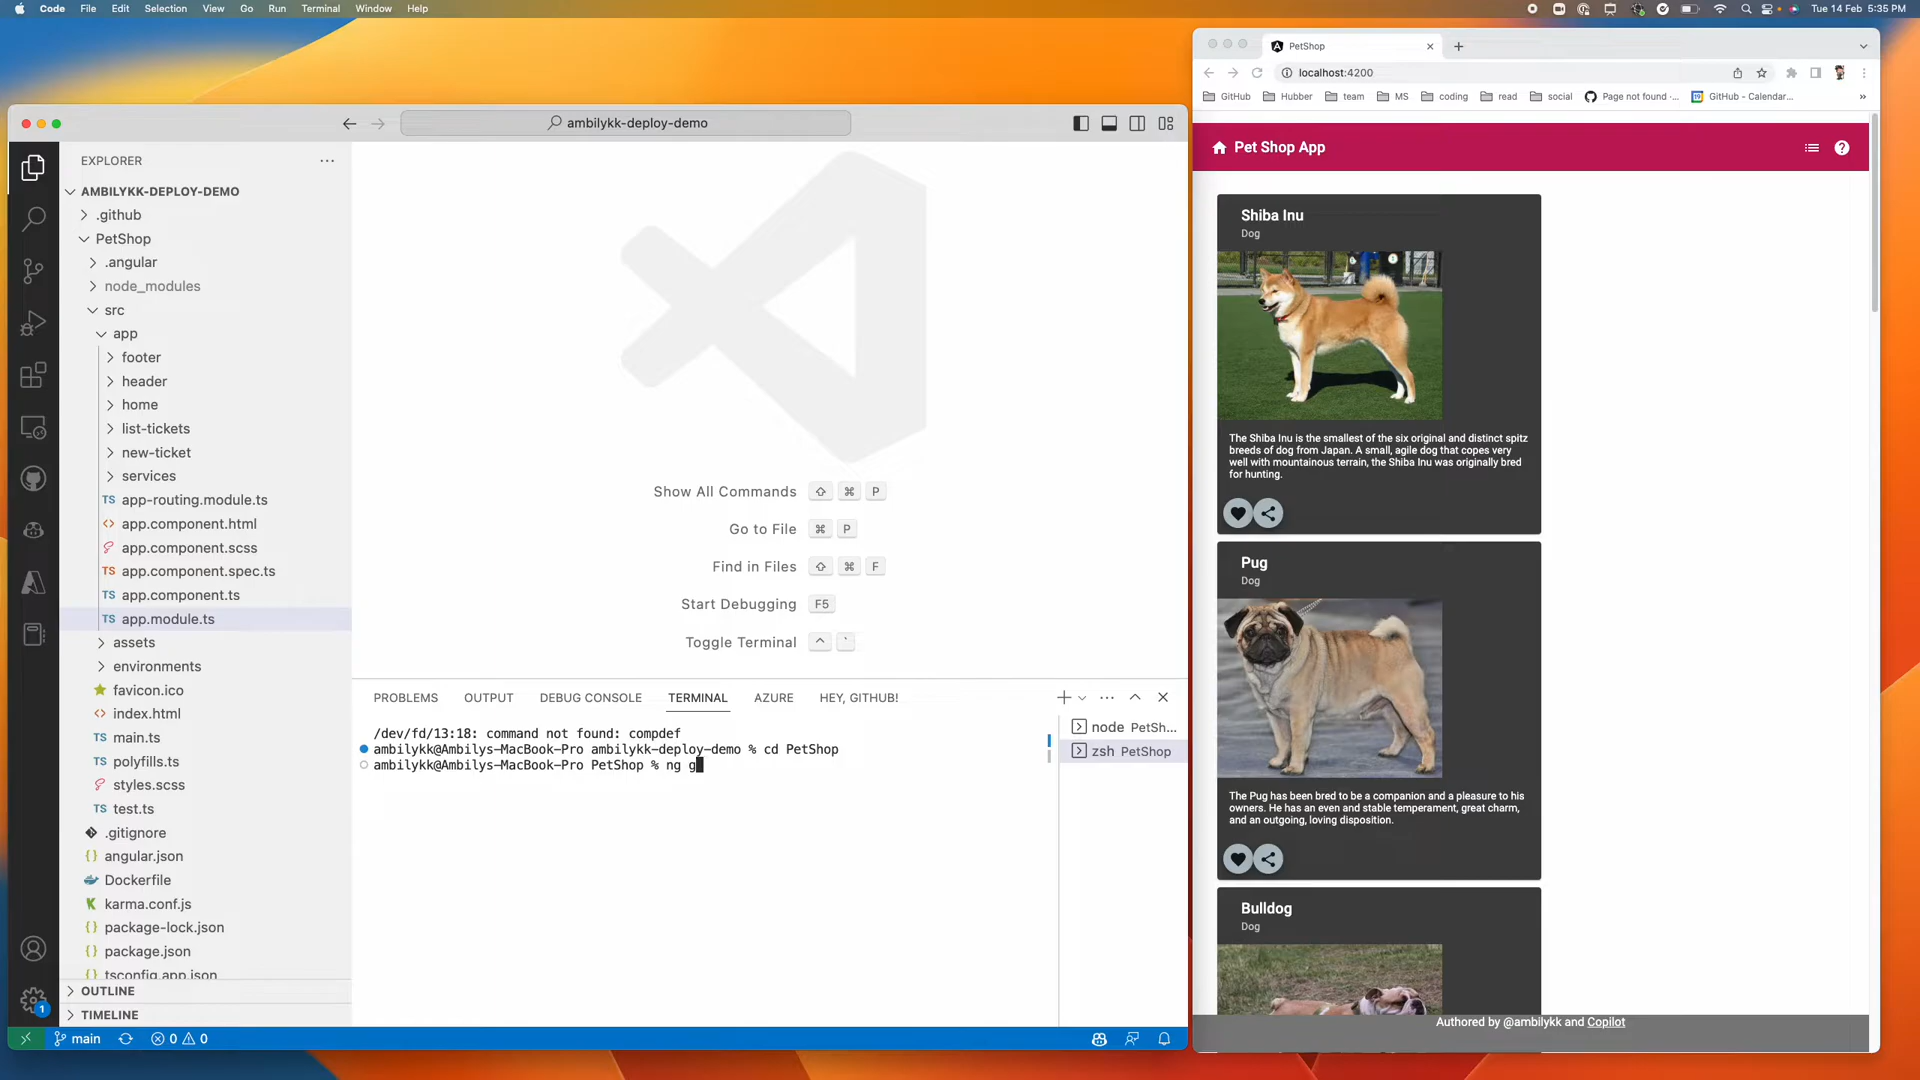 Code File Edit Selection View Go Run Terminal Window Help
Tue 14 Feb 5:35 PM
ambilykk-deploy-demo
EXPLORER
AMBILYKK-DEPLOY-DEMO
.github
PetShop
.angular
node_modules
src
app
footer
header
home
list-tickets
new-ticket
services
TS app-routing.module.ts
app.component.html
app.component.scss
TS app.component.spec.ts
TS app.component.ts
TS app.module.ts
assets
environments
favicon.ico
index.html
TS main.ts
TS polyfills.ts
styles.scss
TS test.ts
.gitignore
angular.json
Dockerfile
karma.conf.js
package-lock.json
package.json
tsconfig.app.json
OUTLINE
TIMELINE
1
main
0 0
Show All Commands ⇧ ⌘ P
Go to File ⌘ P
Find in Files ⇧ ⌘ F
Start Debugging F5
Toggle Terminal ^ `
PROBLEMS OUTPUT DEBUG CONSOLE TERMINAL AZURE HEY, GITHUB!
/dev/fd/13:18: command not found: compdef
ambilykk@Ambilys-MacBook-Pro ambilykk-deploy-demo % cd PetShop
ambilykk@Ambilys-MacBook-Pro PetShop % ng g
node PetSh...
zsh PetShop
PetShop
localhost:4200
GitHub Hubber team MS coding read social Page not found ·... GitHub - Calendar... »
Pet Shop App
Shiba Inu
Dog
The Shiba Inu is the smallest of the six original and distinct spitz
breeds of dog from Japan. A small, agile dog that copes very
well with mountainous terrain, the Shiba Inu was originally bred
for hunting.
Pug
Dog
The Pug has been bred to be a companion and a pleasure to his
owners. He has an even and stable temperament, great charm,
and an outgoing, loving disposition.
Bulldog
Dog
Authored by @ambilykk and Copilot